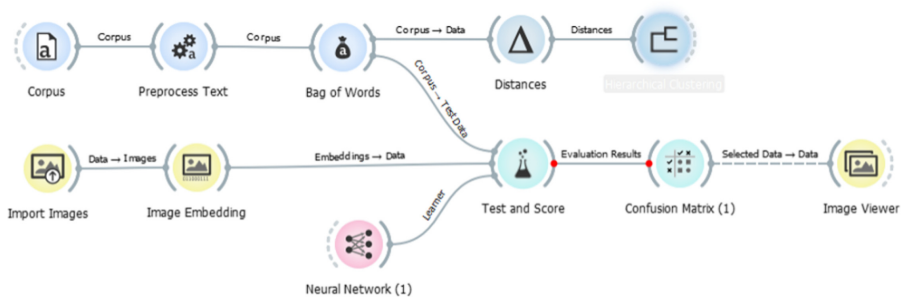 Corpus
Corpus
Corpus → Data
Distances
Corpus
Preprocess Text
Bag of Words
Distances
Hierarchical Clustering
Corpus → Test Data
Data → Images
Embeddings → Data
Evaluation Results
Selected Data → Data
Import Images
Image Embedding
Learner
Test and Score
Confusion Matrix (1)
Image Viewer
Neural Network (1)